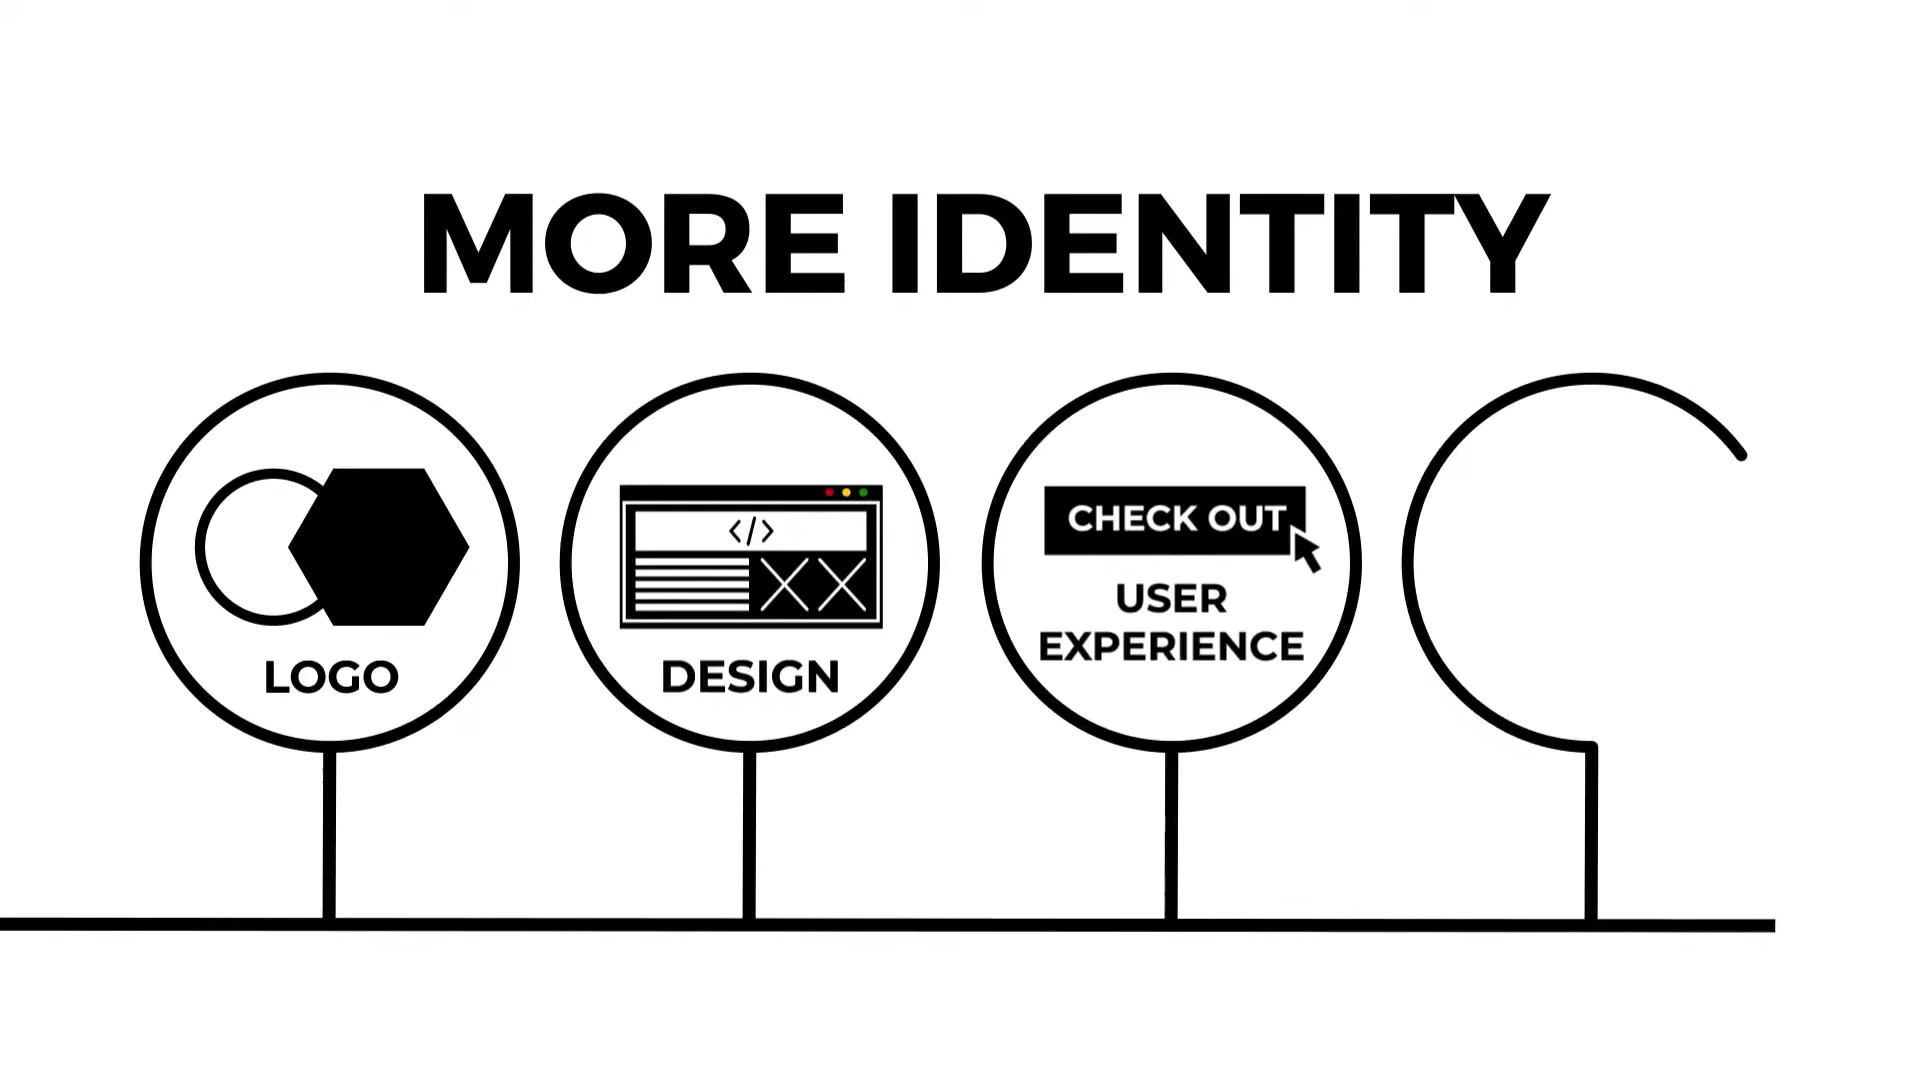 MORE IDENTITY
LOGO
</>
DESIGN
CHECK OUT
USER
EXPERIENCE